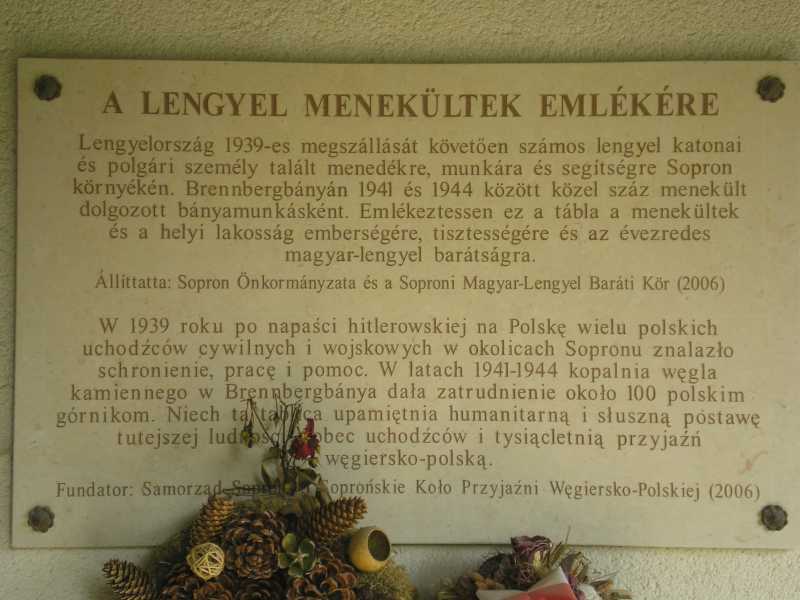 A LENGYEL MENEKÜLTEK EMLÉKÉRE
Lengyelország 1939-es megszállását követően számos lengyel katonai
és polgári személy talált menedékre, munkára és segítségre Sopron
környékén. Brennbergbányán 1941 és 1944 között közel száz menekült
dolgozott bányamunkásként. Emlékeztessen ez a tábla a menekültek
és a helyi lakosság emberségére, tisztességére és az évezredes
magyar-lengyel barátságra.
Állíttatta: Sopron Önkormányzata és a Soproni Magyar-Lengyel Baráti Kör (2006)
W 1939 roku po napaści hitlerowskiej na Polskę wielu polskich
uchodźców cywilnych i wojskowych w okolicach Sopronu znalazło
schronienie, pracę i pomoc. W latach 1941-1944 kopalnia węgla
kamiennego w Brennbergbánya dała zatrudnienie około 100 polskim
górnikom. Niech ta tablica upamiętnia humanitarną i słuszną postawę
tutejszej uchodźców i tysiącletnią przyjaźń
węgiersko-polską.
Fundator: Samorząd Soprońskie Koło Przyjaźni Węgiersko-Polskiej (2006)